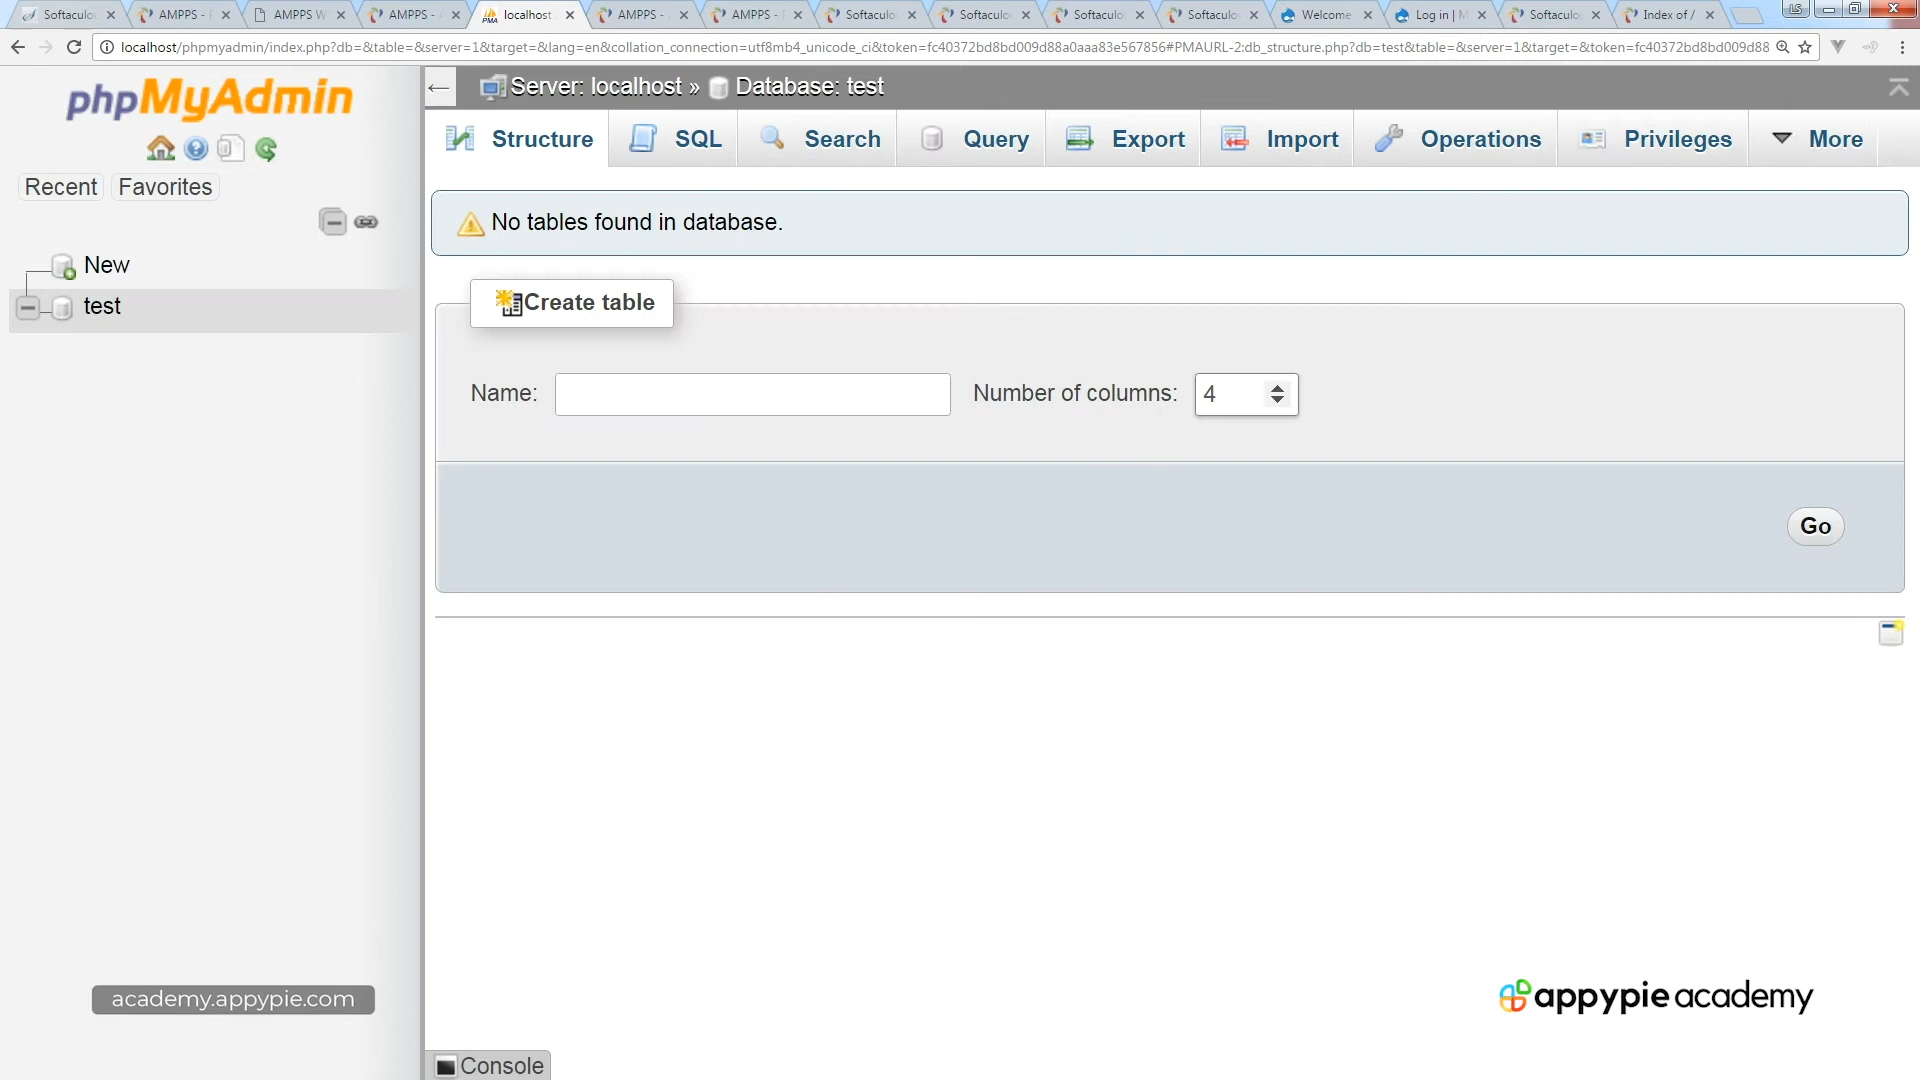 Softaculo
AMPPS -
AMPPS W
AMPPS -
localhost
AMPPS -
AMPPS -
Softaculo
Softaculo
Softaculo
Softaculo
Welcome
Log in |
Softaculo
Index of /
LS
localhost/phpmyadmin/index.php?db=&table=&server=1&target=&lang=en&collation_connection=utf8mb4_unicode_ci&token=fc40372bd8bd009d88a0aaa83e567856#PMAURL-2:db_structure.php?db=test&table=&server=1&target=&token=fc40372bd8bd009d88
phpMyAdmin
Recent Favorites
New
test
Server: localhost » Database: test
Structure SQL Search Query Export Import Operations Privileges More
No tables found in database.
Create table
Name: Number of columns: 4
Go
academy.appypie.com
appypie academy
Console